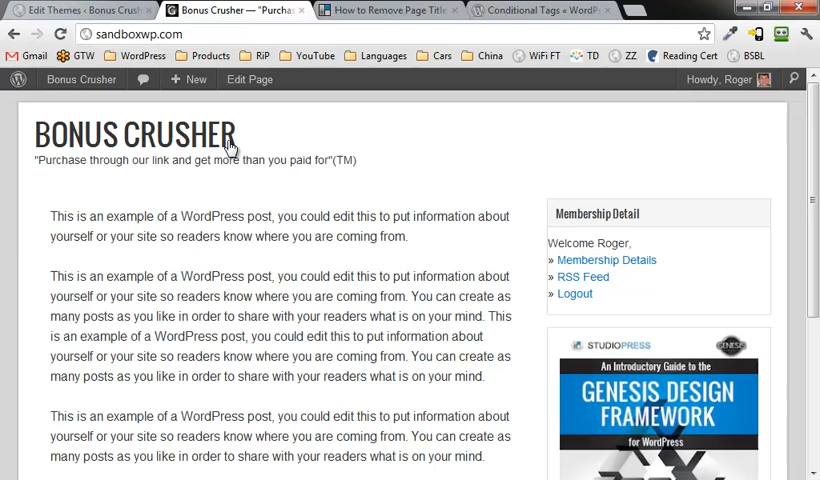 Edit Themes ‹ Bonus Crush
Bonus Crusher — "Purchas
How to Remove Page Title
Conditional Tags « WordP
sandboxwp.com
Gmail GTW WordPress Products RiP YouTube Languages Cars China WiFi FT TD ZZ Reading Cert BSBL
Bonus Crusher + New Edit Page Howdy, Roger
BONUS CRUSHER
"Purchase through our link and get more than you paid for"(TM)
This is an example of a WordPress post, you could edit this to put information about
yourself or your site so readers know where you are coming from.
This is an example of a WordPress post, you could edit this to put information about
yourself or your site so readers know where you are coming from. You can create as
many posts as you like in order to share with your readers what is on your mind. This
is an example of a WordPress post, you could edit this to put information about
yourself or your site so readers know where you are coming from. You can create as
many posts as you like in order to share with your readers what is on your mind.
This is an example of a WordPress post, you could edit this to put information about
yourself or your site so readers know where you are coming from. You can create as
many posts as you like in order to share with your readers what is on your mind.
Membership Detail
Welcome Roger,
» Membership Details
» RSS Feed
» Logout
STUDIOPRESS
GENESIS
An Introductory Guide to the
GENESIS DESIGN
FRAMEWORK
for WordPress